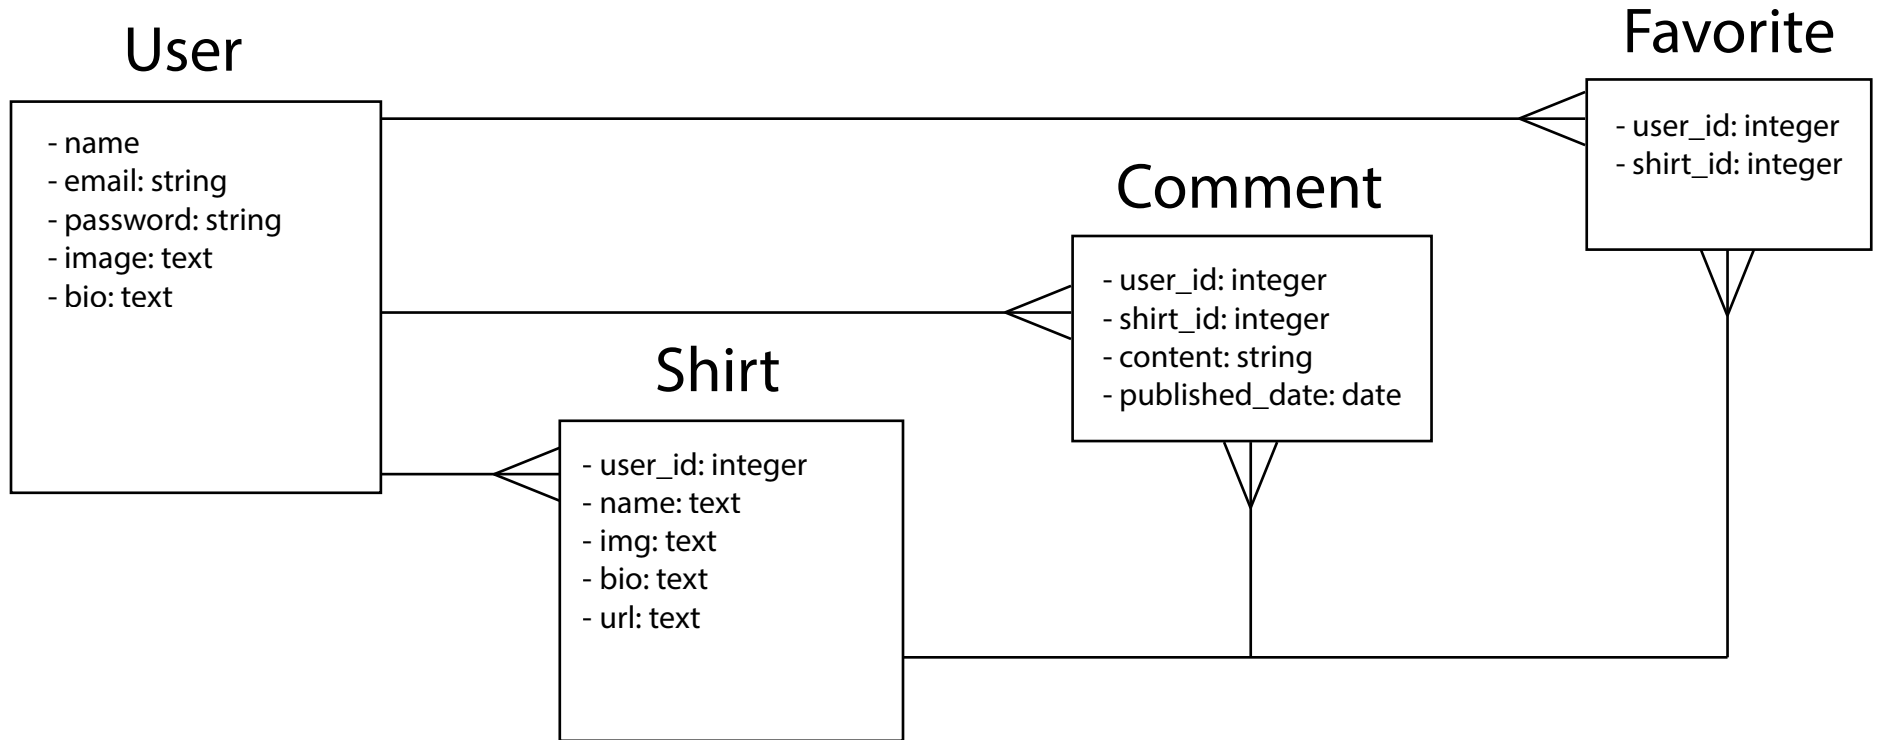 User
- name
- email: string
- password: string
- image: text
- bio: text
Shirt
- user_id: integer
- name: text
- img: text
- bio: text
- url: text
Comment
- user_id: integer
- shirt_id: integer
- content: string
- published_date: date
Favorite
- user_id: integer
- shirt_id: integer